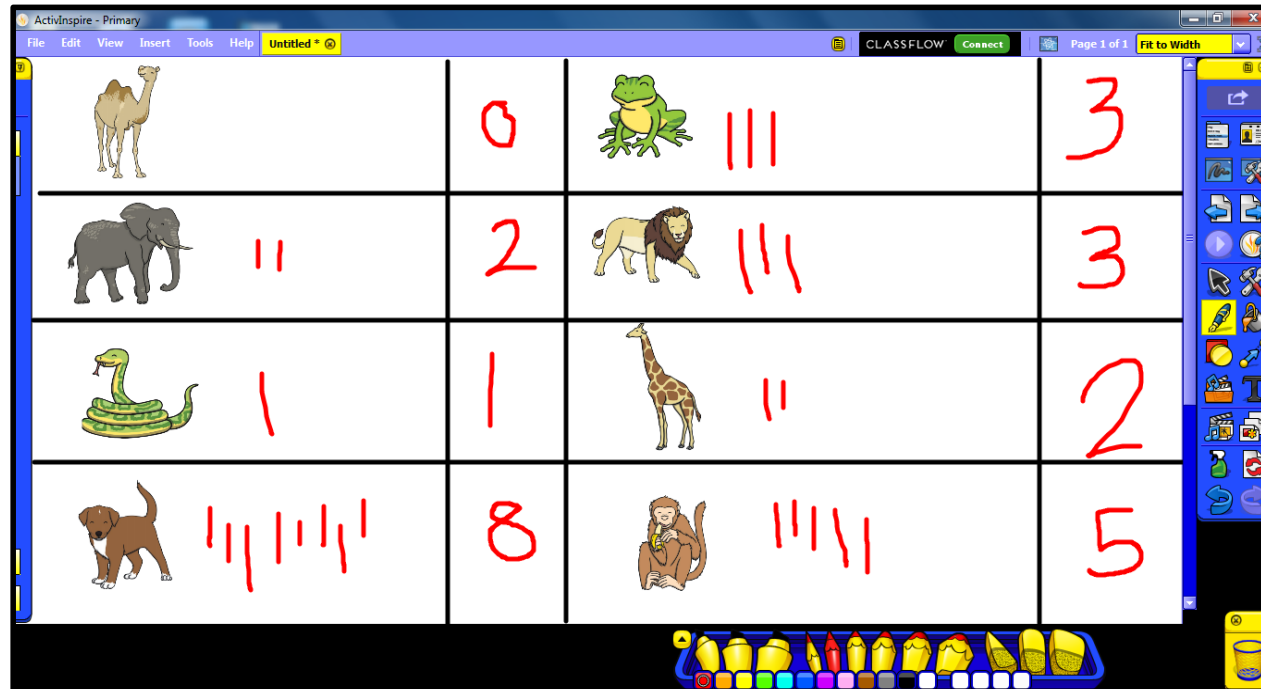 ActivInspire - Primary
File Edit View Insert Tools Help Untitled * CLASSFLOW Connect Page 1 of 1 Fit to Width
0 3
2 3
1 2
8 5